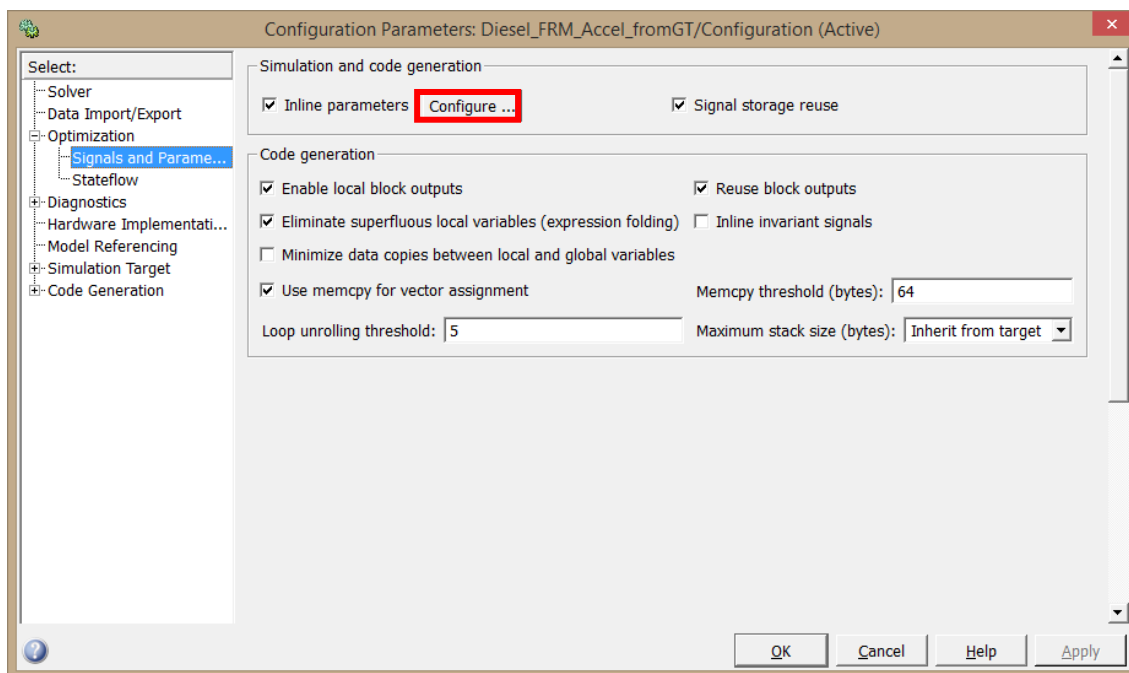 Configuration Parameters: Diesel_FRM_Accel_fromGT/Configuration (Active)
Select:
Solver
Data Import/Export
Optimization
Signals and Parame...
Stateflow
Diagnostics
Hardware Implementati...
Model Referencing
Simulation Target
Code Generation
Simulation and code generation
Inline parameters Configure ... Signal storage reuse
Code generation
Enable local block outputs Reuse block outputs
Eliminate superfluous local variables (expression folding) Inline invariant signals
Minimize data copies between local and global variables
Use memcpy for vector assignment Memcpy threshold (bytes): 64
Loop unrolling threshold: 5 Maximum stack size (bytes): Inherit from target
OK Cancel Help Apply